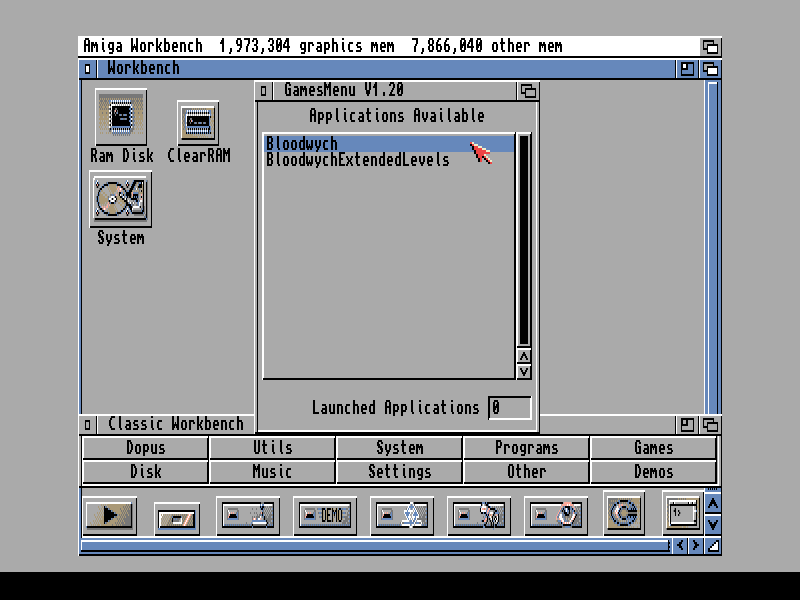 Amiga Workbench 1,973,304 graphics mem 7,866,040 other mem
Workbench
GamesMenu V1.20
Applications Available
Bloodwych
BloodwychExtendedLevels
Ram Disk
ClearRAM
System
Launched Applications 0
Classic Workbench
Dopus Utils System Programs Games
Disk Music Settings Other Demos
DEMO
1>